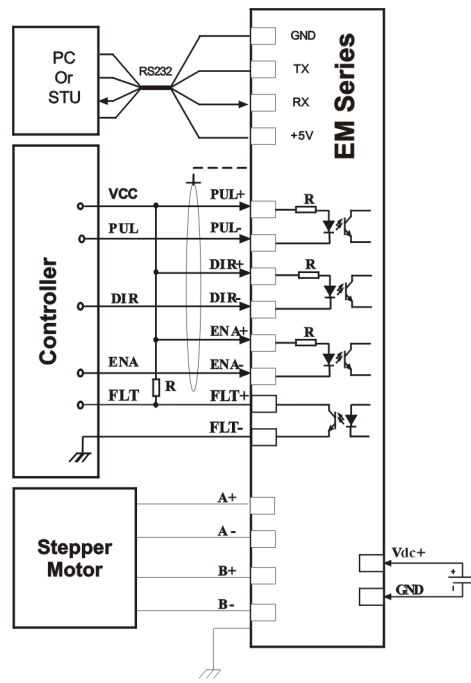 PC
Or
STU
RS232
GND
TX
RX
+5V
EM Series
Controller
VCC
PUL
DIR
ENA
FLT
R
PUL+
PUL-
DIR+
DIR-
ENA+
ENA-
FLT+
FLT-
R
R
R
Stepper
Motor
A+
A-
B+
B-
Vdc+
GND
+
-